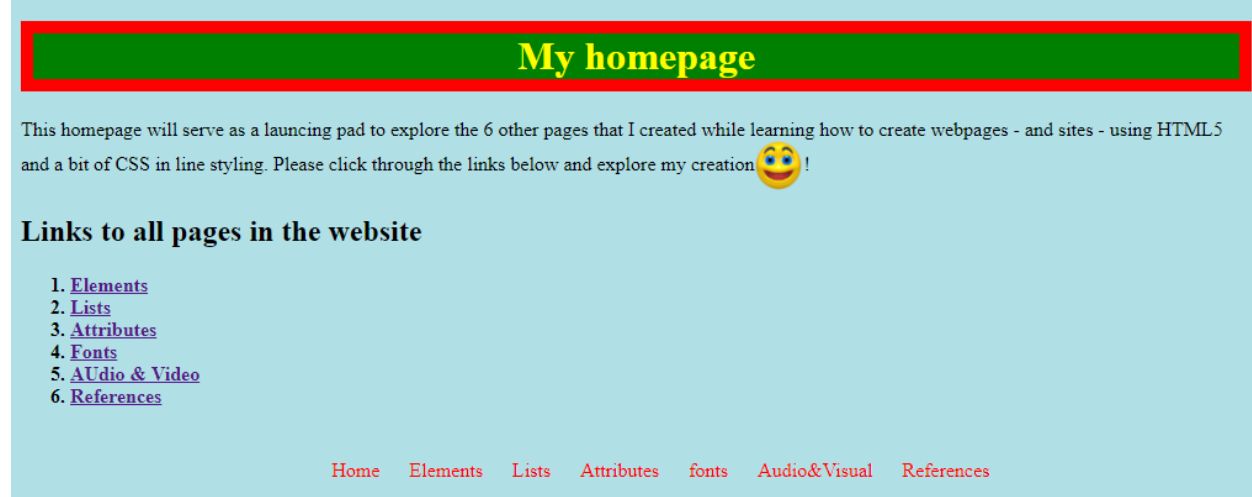 My homepage
This homepage will serve as a launcing pad to explore the 6 other pages that I created while learning how to create webpages - and sites - using HTML5
and a bit of CSS in line styling. Please click through the links below and explore my creation !
Links to all pages in the website
1. Elements
2. Lists
3. Attributes
4. Fonts
5. AUdio & Video
6. References
Home Elements Lists Attributes fonts Audio&Visual References